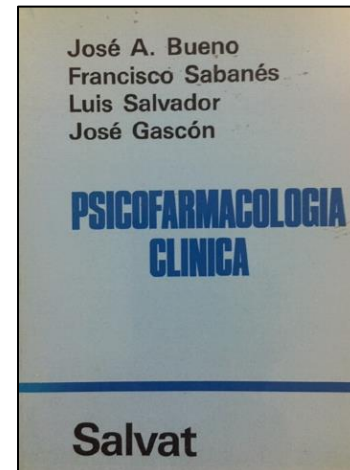 José A. Bueno
Francisco Sabanés
Luis Salvador
José Gascón
PSICOFARMACOLOGIA
CLINICA
Salvat